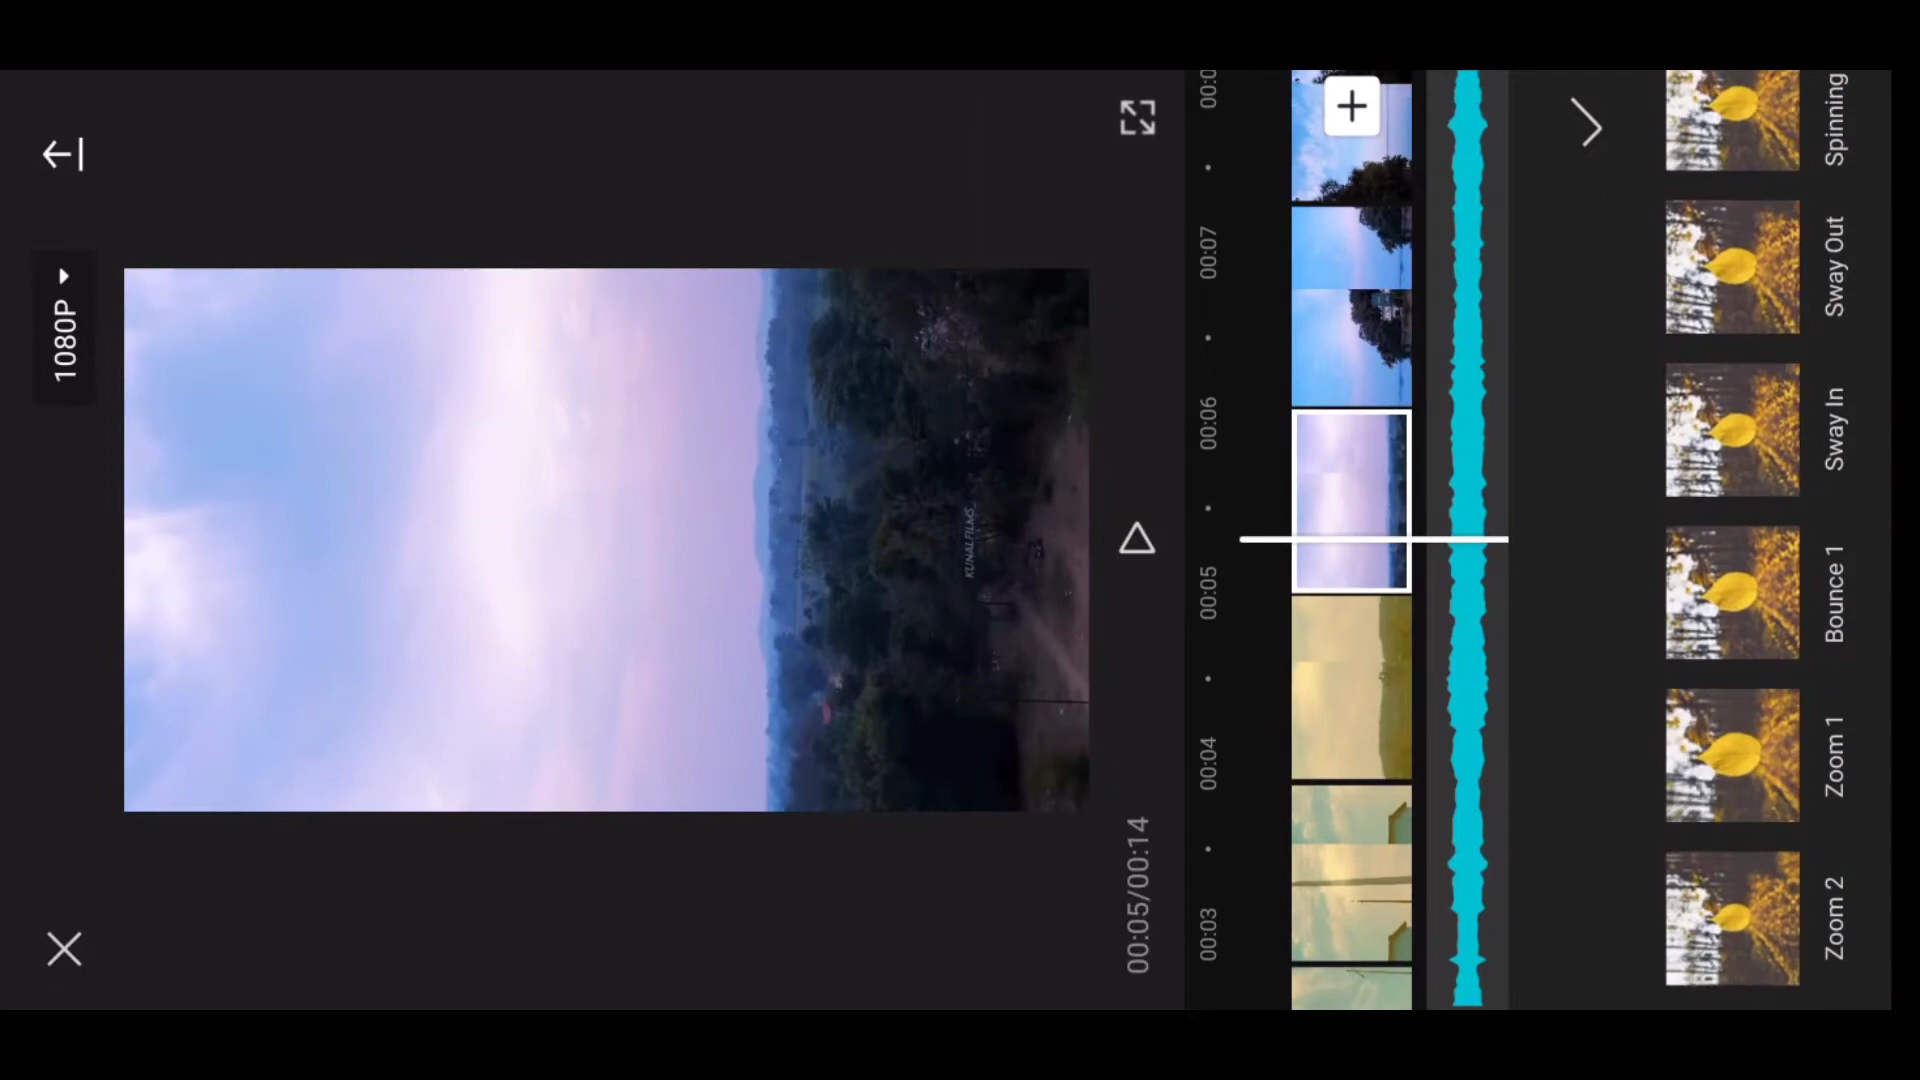 1080P
KUNALFILMS_
00:05/00:14
00:03
00:04
00:05
00:06
00:07
Zoom 2
Zoom 1
Bounce 1
Sway In
Sway Out
Spinning